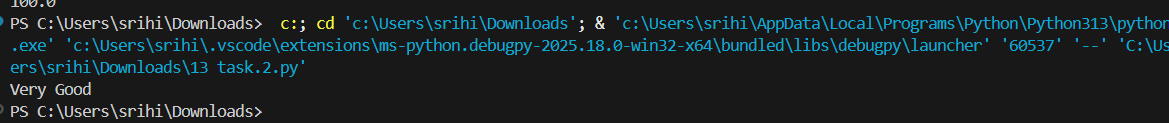 100.0
PS C:\Users\srihi\Downloads>  c:; cd 'c:\Users\srihi\Downloads'; & 'c:\Users\srihi\AppData\Local\Programs\Python\Python313\python
.exe' 'c:\Users\srihi\.vscode\extensions\ms-python.debugpy-2025.18.0-win32-x64\bundled\libs\debugpy\launcher' '60537' '--' 'C:\Us
ers\srihi\Downloads\13 task.2.py'
Very Good
PS C:\Users\srihi\Downloads>